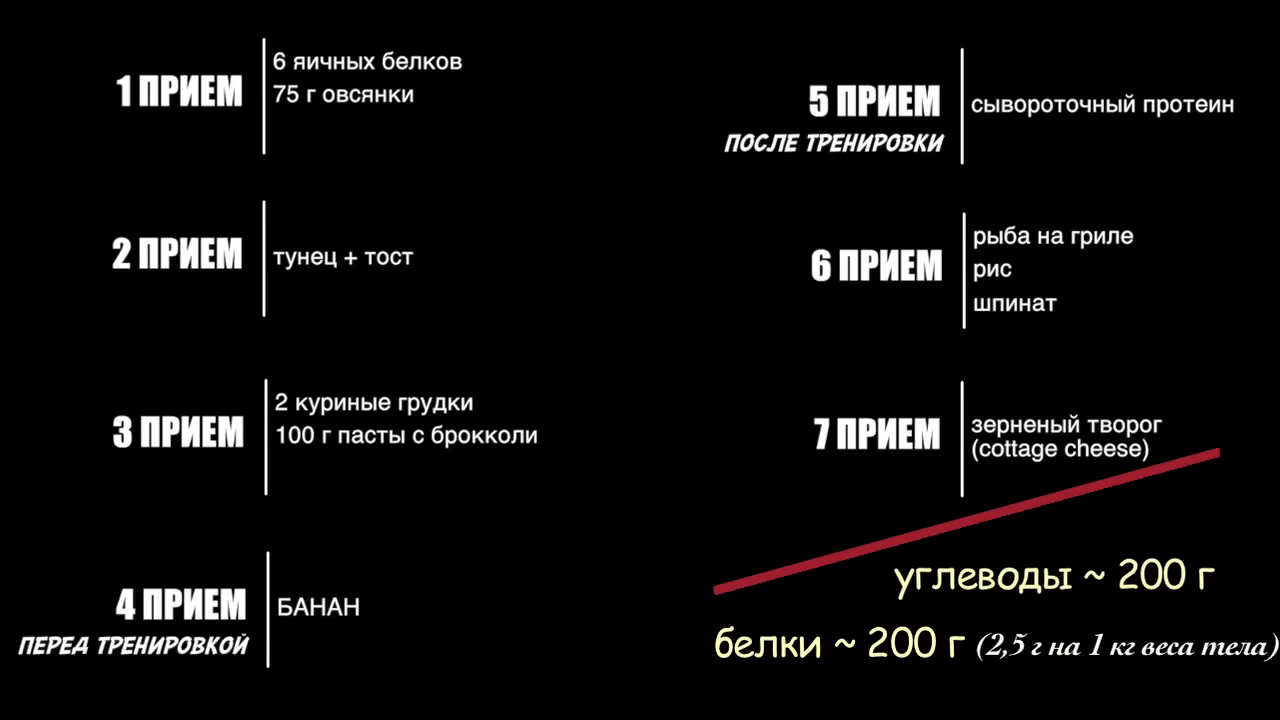 1 ПРИЕМ
6 яичных белков
75 г овсянки
2 ПРИЕМ
тунец + тост
3 ПРИЕМ
2 куриные грудки
100 г пасты с брокколи
4 ПРИЕМ
ПЕРЕД ТРЕНИРОВКОЙ
БАНАН
5 ПРИЕМ
ПОСЛЕ ТРЕНИРОВКИ
сывороточный протеин
6 ПРИЕМ
рыба на гриле
рис
шпинат
7 ПРИЕМ
зерненый творог
(cottage cheese)
углеводы ~ 200 г
белки ~ 200 г (2,5 г на 1 кг веса тела)